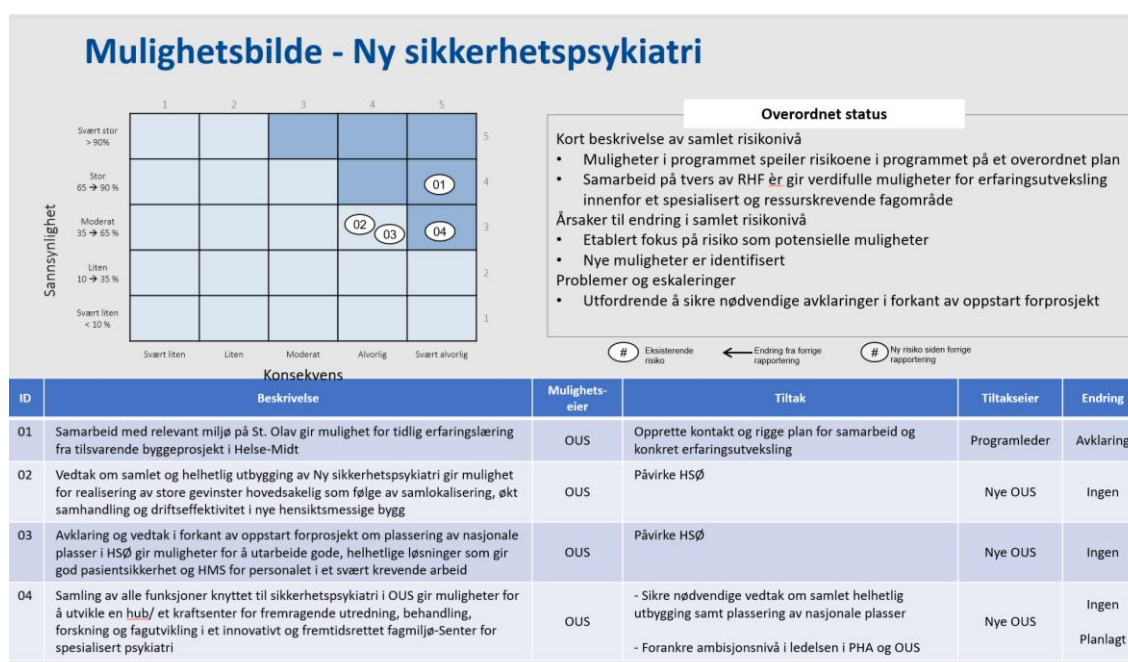 Mulighetsbilde - Ny sikkerhetspsykiatri
1 2 3 4 5
Sannsynlighet
Svært stor
> 90%
5
Stor
65 → 90 %
01
4
Moderat
35 → 65 %
02 03 04
3
Liten
10 → 35 %
2
Svært liten
< 10 %
1
Svært liten Liten Moderat Alvorlig Svært alvorlig
Konsekvens
Overordnet status
Kort beskrivelse av samlet risikonivå
• Muligheter i programmet speiler risikoene i programmet på et overordnet plan
• Samarbeid på tvers av RHF èr gir verdifulle muligheter for erfaringsutveksling
innenfor et spesialisert og ressurskrevende fagområde
Årsaker til endring i samlet risikonivå
• Etablert fokus på risiko som potensielle muligheter
• Nye muligheter er identifisert
Problemer og eskaleringer
• Utfordrende å sikre nødvendige avklaringer i forkant av oppstart forprosjekt
# Eksisterende
risiko
← Endring fra forrige
rapportering
# Ny risiko siden forrige
rapportering
ID Beskrivelse Mulighets-
eier Tiltak Tiltakseier Endring
01 Samarbeid med relevant miljø på St. Olav gir mulighet for tidlig erfaringslæring
fra tilsvarende byggeprosjekt i Helse-Midt
OUS
Opprette kontakt og rigge plan for samarbeid og
konkret erfaringsutveksling
Programleder
Avklaring
02 Vedtak om samlet og helhetlig utbygging av Ny sikkerhetspsykiatri gir mulighet
for realisering av store gevinster hovedsakelig som følge av samlokalisering, økt
samhandling og driftseffektivitet i nye hensiktsmessige bygg
OUS
Påvirke HSØ
Nye OUS
Ingen
03 Avklaring og vedtak i forkant av oppstart forprosjekt om plassering av nasjonale
plasser i HSØ gir muligheter for å utarbeide gode, helhetlige løsninger som gir
god pasientsikkerhet og HMS for personalet i et svært krevende arbeid
OUS
Påvirke HSØ
Nye OUS
Ingen
04 Samling av alle funksjoner knyttet til sikkerhetspsykiatri i OUS gir muligheter for
å utvikle en hub/ et kraftsenter for fremragende utredning, behandling,
forskning og fagutvikling i et innovativt og fremtidsrettet fagmiljø-Senter for
spesialisert psykiatri
OUS
- Sikre nødvendige vedtak om samlet helhetlig
utbygging samt plassering av nasjonale plasser
- Forankre ambisjonsnivå i ledelsen i PHA og OUS
Nye OUS
Ingen
Planlagt